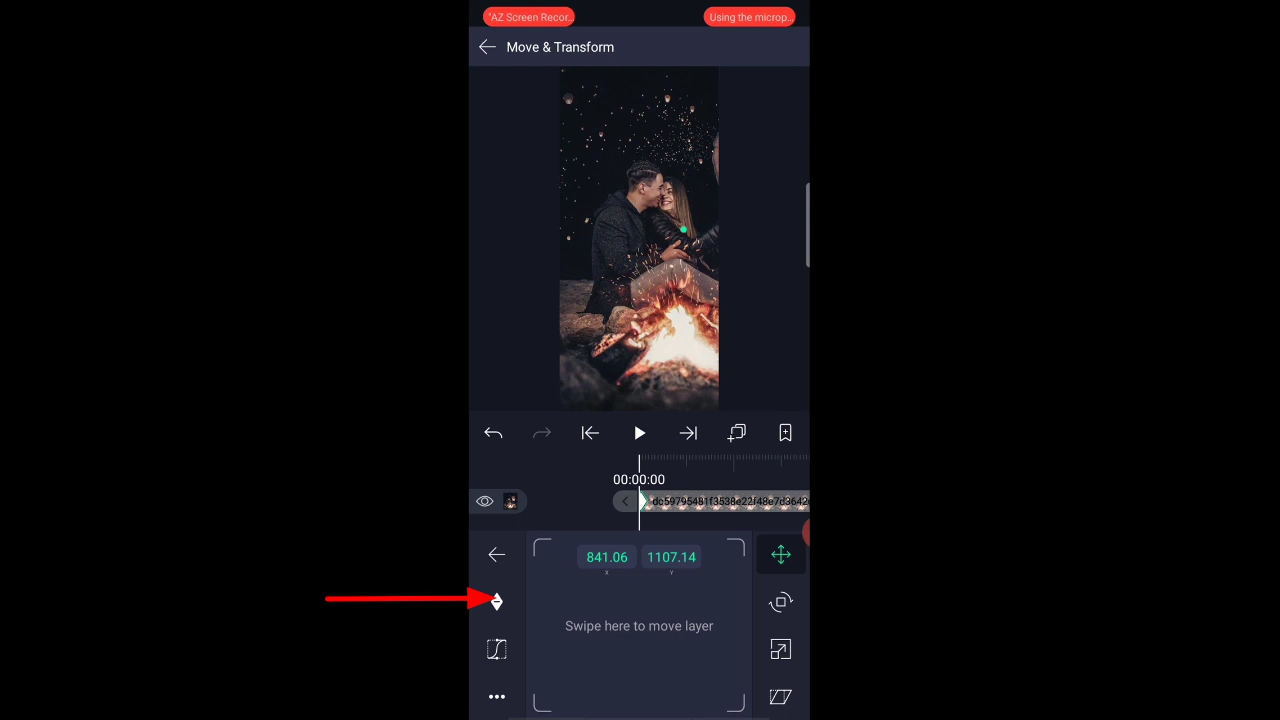 "AZ Screen Recor...
Using the microp...
Move & Transform
00:00:00
dc59795481f3538e22f48e7d3642
841.06
1107.14
X
Y
Swipe here to move layer